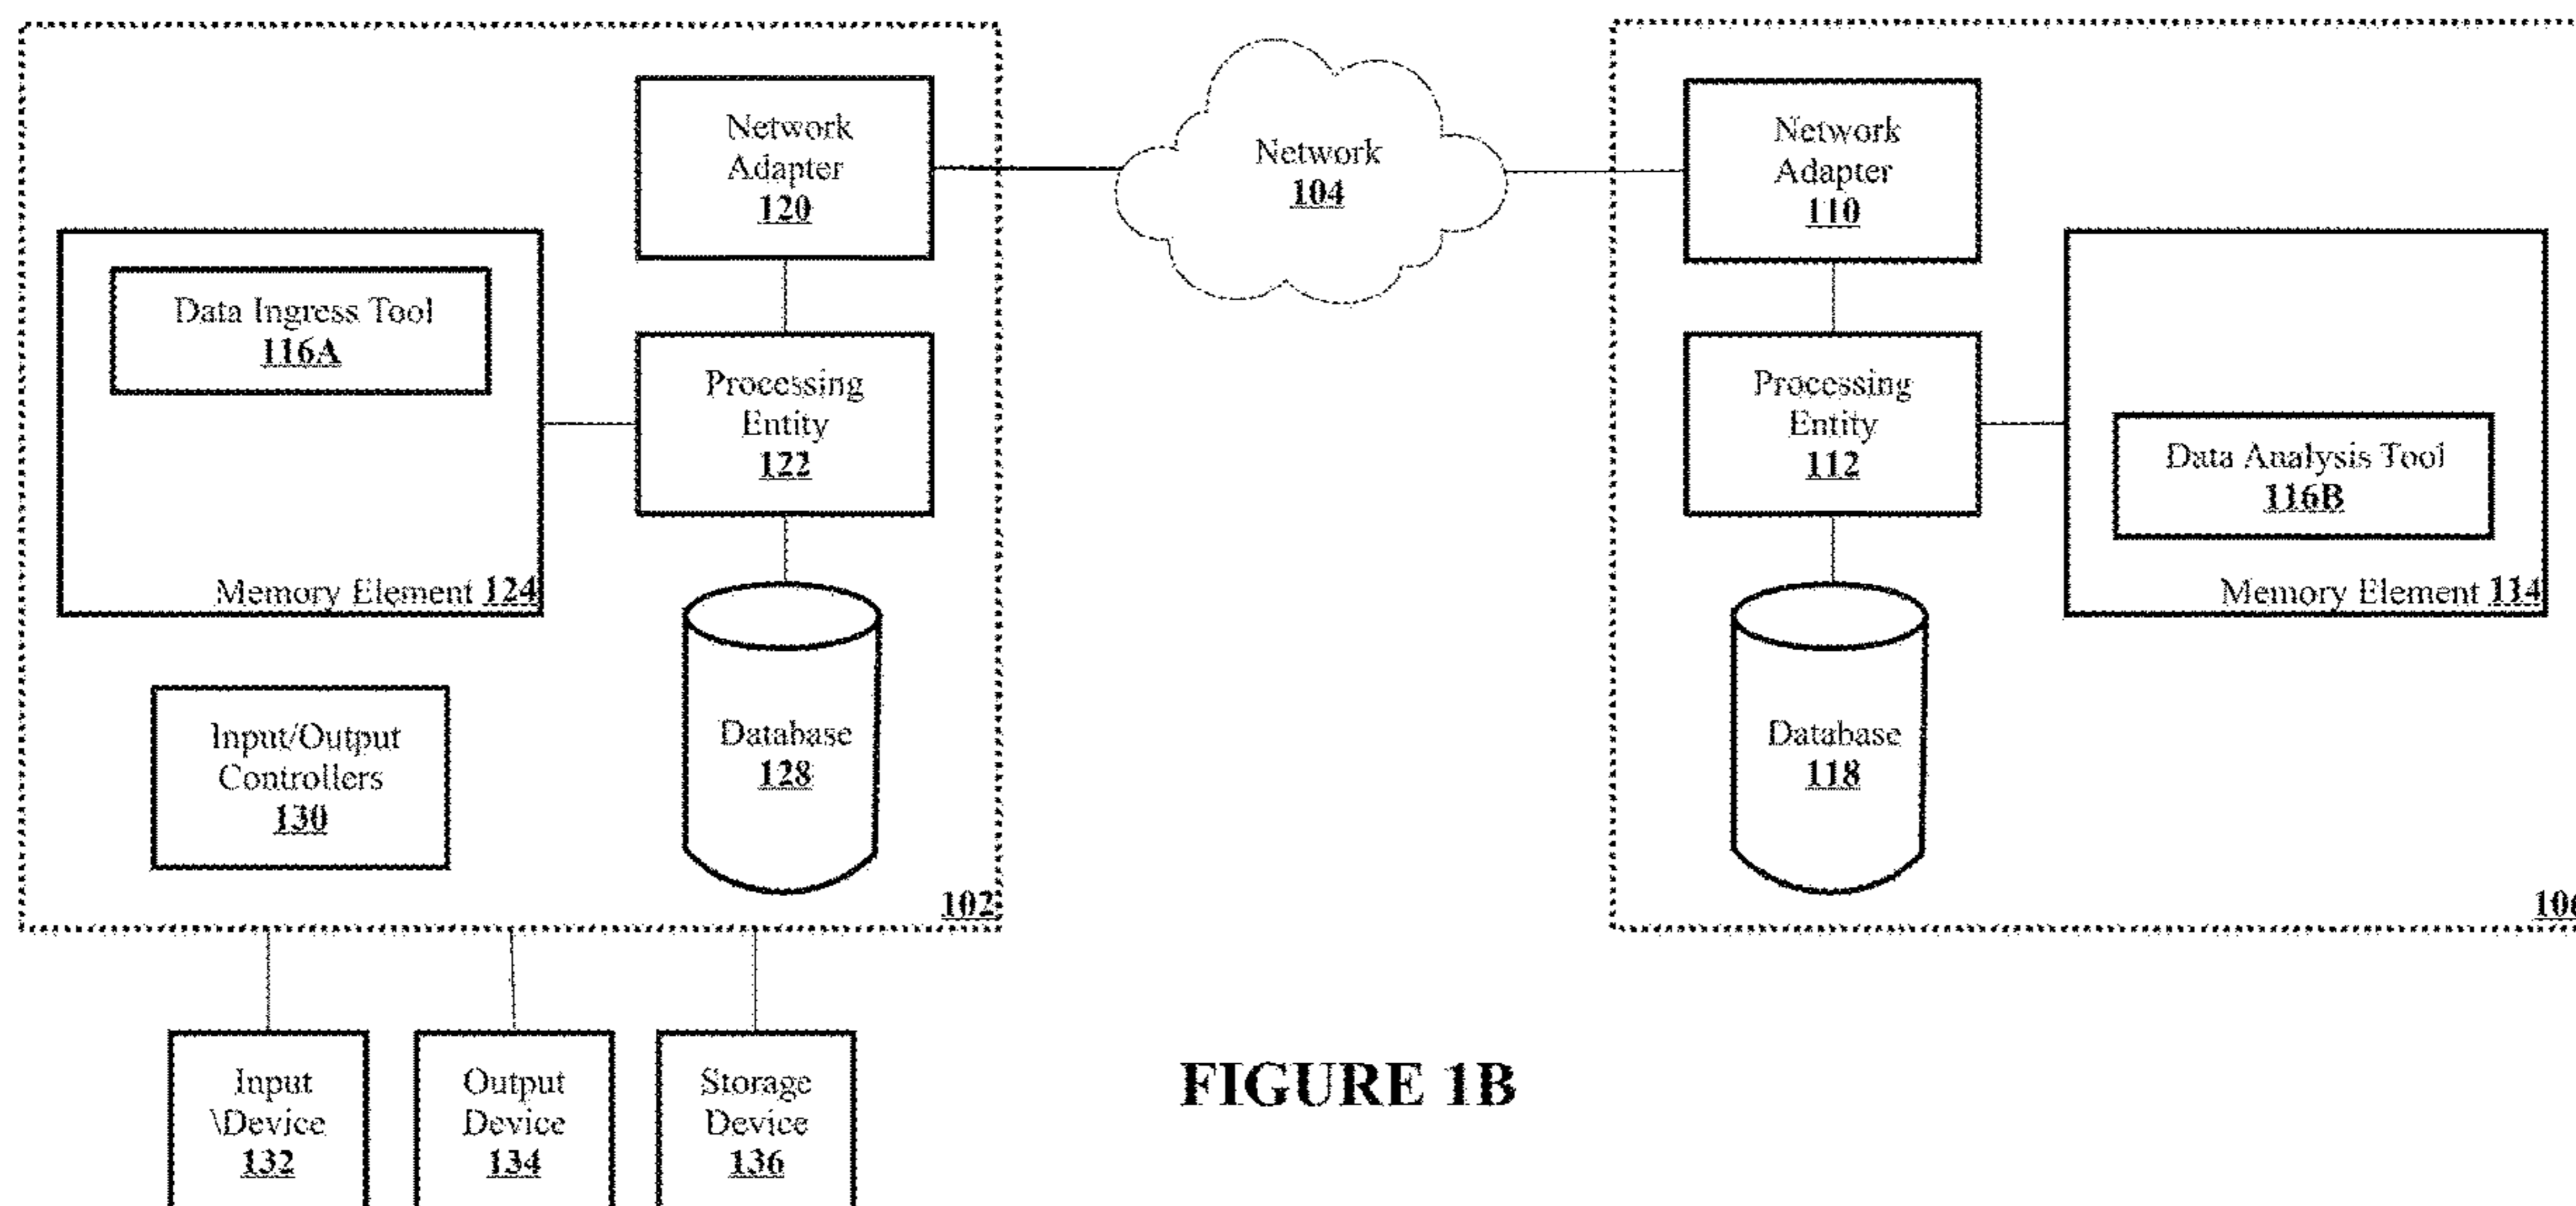 Network
Adapter
120
Data Ingress Tool
116A
Memory Element 124
Processing
Entity
122
Input/Output
Controllers
130
Database
128
102
Network
104
Network
Adapter
110
Processing
Entity
112
Data Analysis Tool
116B
Memory Element 114
Database
118
106
Input
\Device
132
Output
Device
134
Storage
Device
136
FIGURE 1B